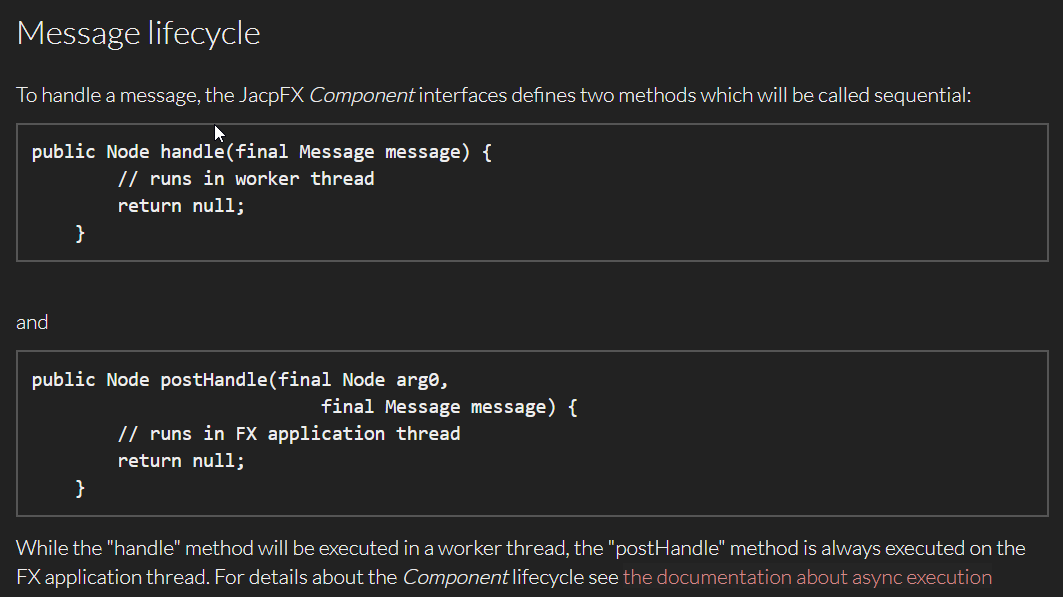 Message lifecycle
To handle a message, the JacpFX Component interfaces defines two methods which will be called sequential:
public Node handle(final Message message) {
        // runs in worker thread
        return null;
    }
and
public Node postHandle(final Node arg0,
                           final Message message) {
        // runs in FX application thread
        return null;
    }
While the "handle" method will be executed in a worker thread, the "postHandle" method is always executed on the
FX application thread. For details about the Component lifecycle see the documentation about async execution